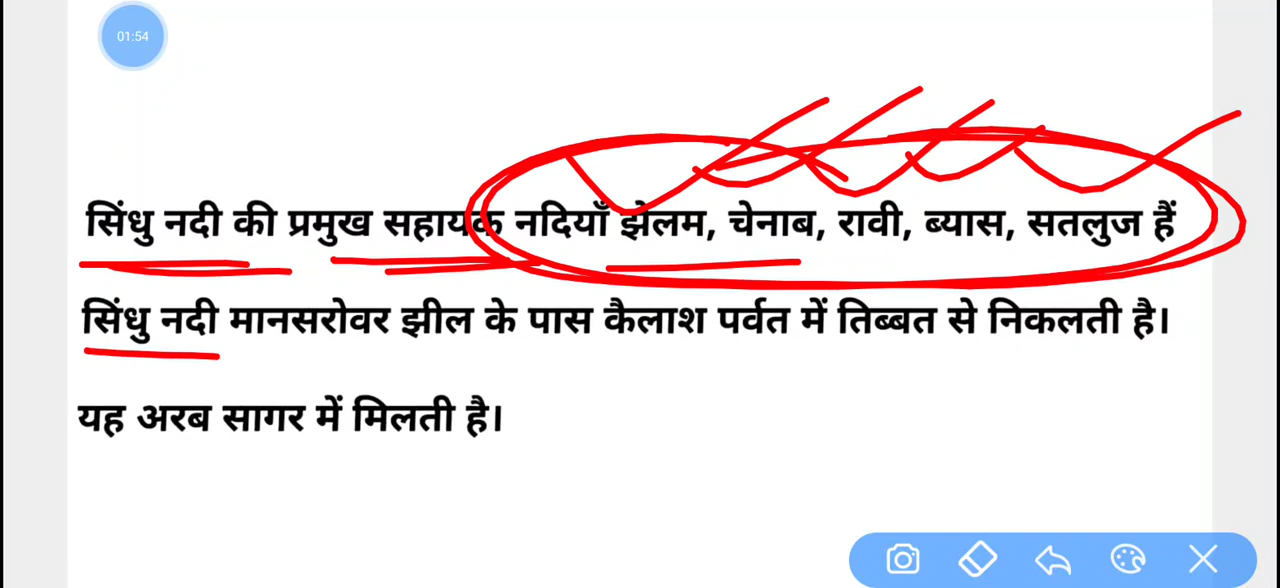 01:54
सिंधु नदी की प्रमुख सहायक नदियाँ झेलम, चेनाब, रावी, ब्यास, सतलुज हैं
सिंधु नदी मानसरोवर झील के पास कैलाश पर्वत में तिब्बत से निकलती है।
यह अरब सागर में मिलती है।